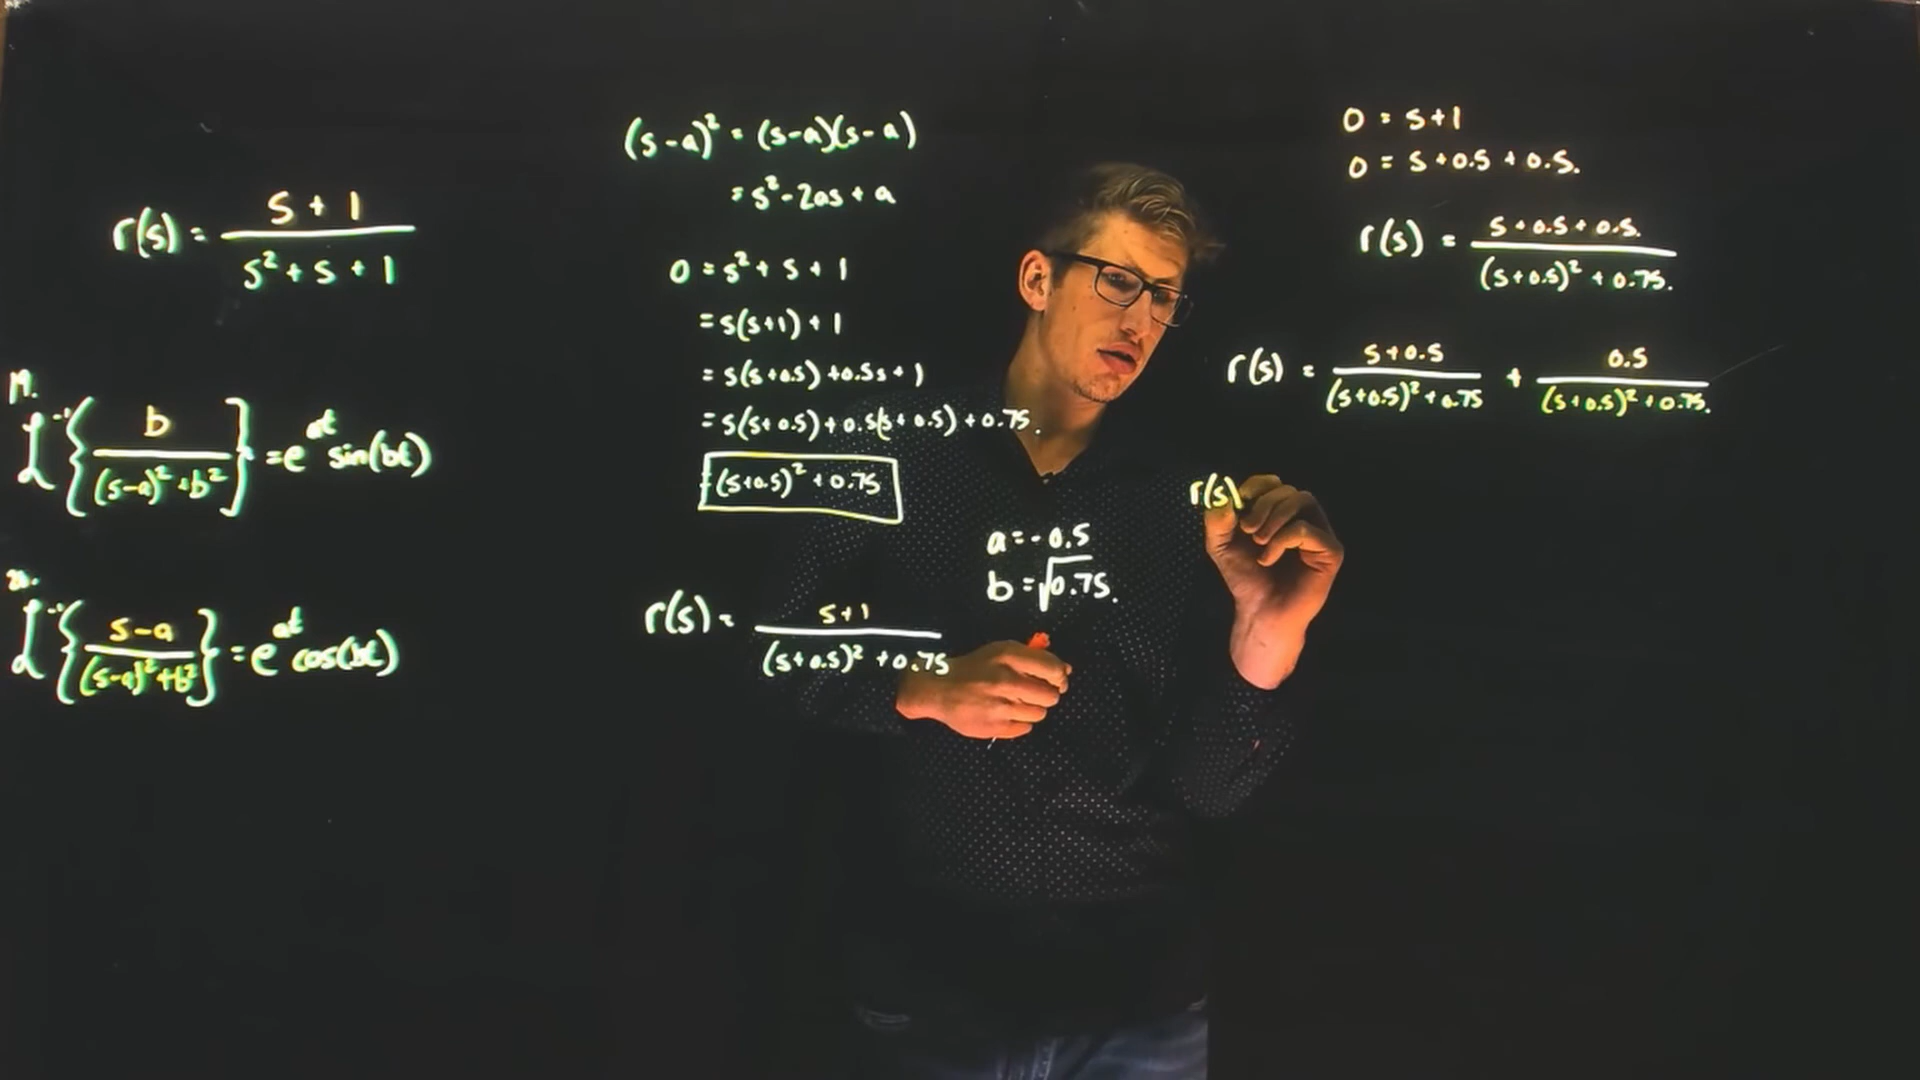 r(s) = (s + 1)/(s² + s + 1)
19.
L⁻¹{b/((s-a)² + b²)} = e^at sin(bt)
20.
L⁻¹{(s-a)/((s-a)² + b²)} = e^at cos(bt)
(s-a)² = (s-a)(s-a)
= s² - 2as + a
0 = s² + s + 1
= s(s+1) + 1
= s(s+0.5) + 0.5s + 1
= s(s+0.5) + 0.5(s+0.5) + 0.75.
= (s+0.5)² + 0.75
a = -0.5
b = √0.75.
r(s) = (s+1)/((s+0.5)² + 0.75)
0 = s+1
0 = s + 0.5 + 0.5.
r(s) = (s + 0.5 + 0.5.)/((s+0.5)² + 0.75.)
r(s) = (s+0.5)/((s+0.5)² + 0.75) + 0.5/((s+0.5)² + 0.75.)
r(s)